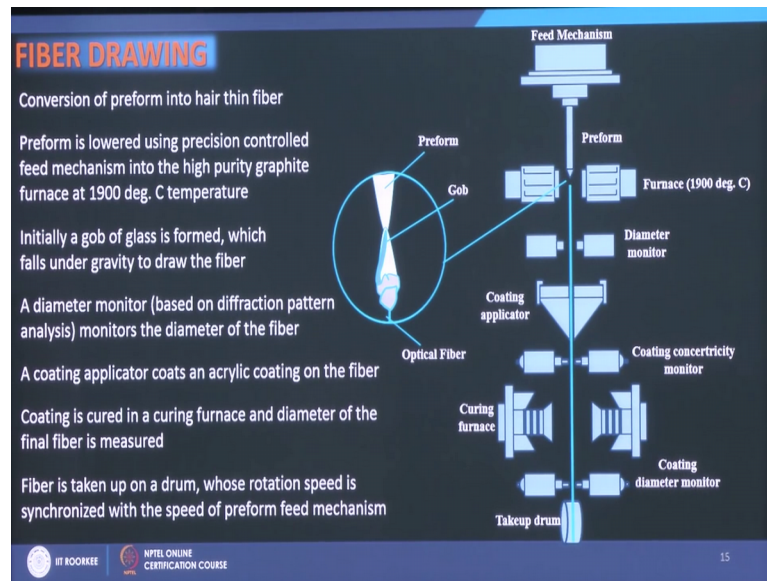 FIBER DRAWING
Conversion of preform into hair thin fiber
Preform is lowered using precision controlled
feed mechanism into the high purity graphite
furnace at 1900 deg. C temperature
Initially a gob of glass is formed, which
falls under gravity to draw the fiber
A diameter monitor (based on diffraction pattern
analysis) monitors the diameter of the fiber
A coating applicator coats an acrylic coating on the fiber
Coating is cured in a curing furnace and diameter of the
final fiber is measured
Fiber is taken up on a drum, whose rotation speed is
synchronized with the speed of preform feed mechanism
Preform
Gob
Optical Fiber
Feed Mechanism
Preform
Furnace (1900 deg. C)
Diameter
monitor
Coating
applicator
Coating concertricity
monitor
Curing
furnace
Coating
diameter monitor
Takeup drum
IIT ROORKEE
NPTEL
NPTEL ONLINE
CERTIFICATION COURSE
15